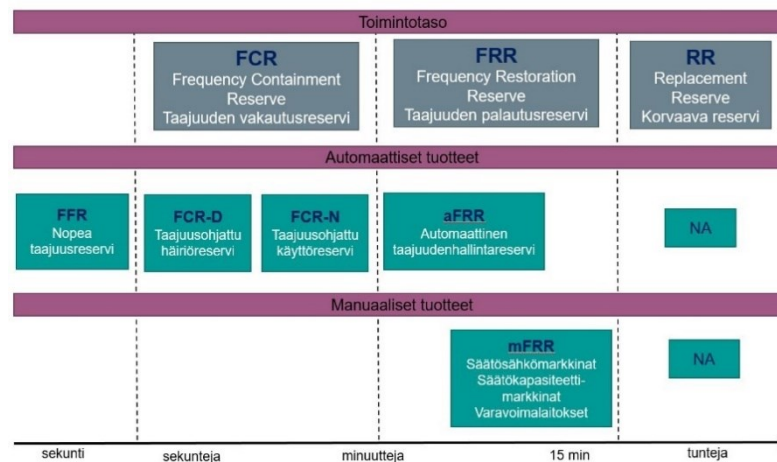 Toimintotaso
FCR
Frequency Containment
Reserve
Taajuuden vakautusreservi
FRR
Frequency Restoration
Reserve
Taajuuden palautusreservi
RR
Replacement
Reserve
Korvaava reservi
Automaattiset tuotteet
FFR
Nopea
taajuusreservi
FCR-D
Taajuusohjattu
häiriöreservi
FCR-N
Taajuusohjattu
käyttöreservi
aFRR
Automaattinen
taajuudenhallintareservi
NA
Manuaaliset tuotteet
mFRR
Säätösähkömarkkinat
Säätökapasiteetti-
markkinat
Varavoimalaitokset
NA
sekunti
sekunteja
minuutteja
15 min
tunteja